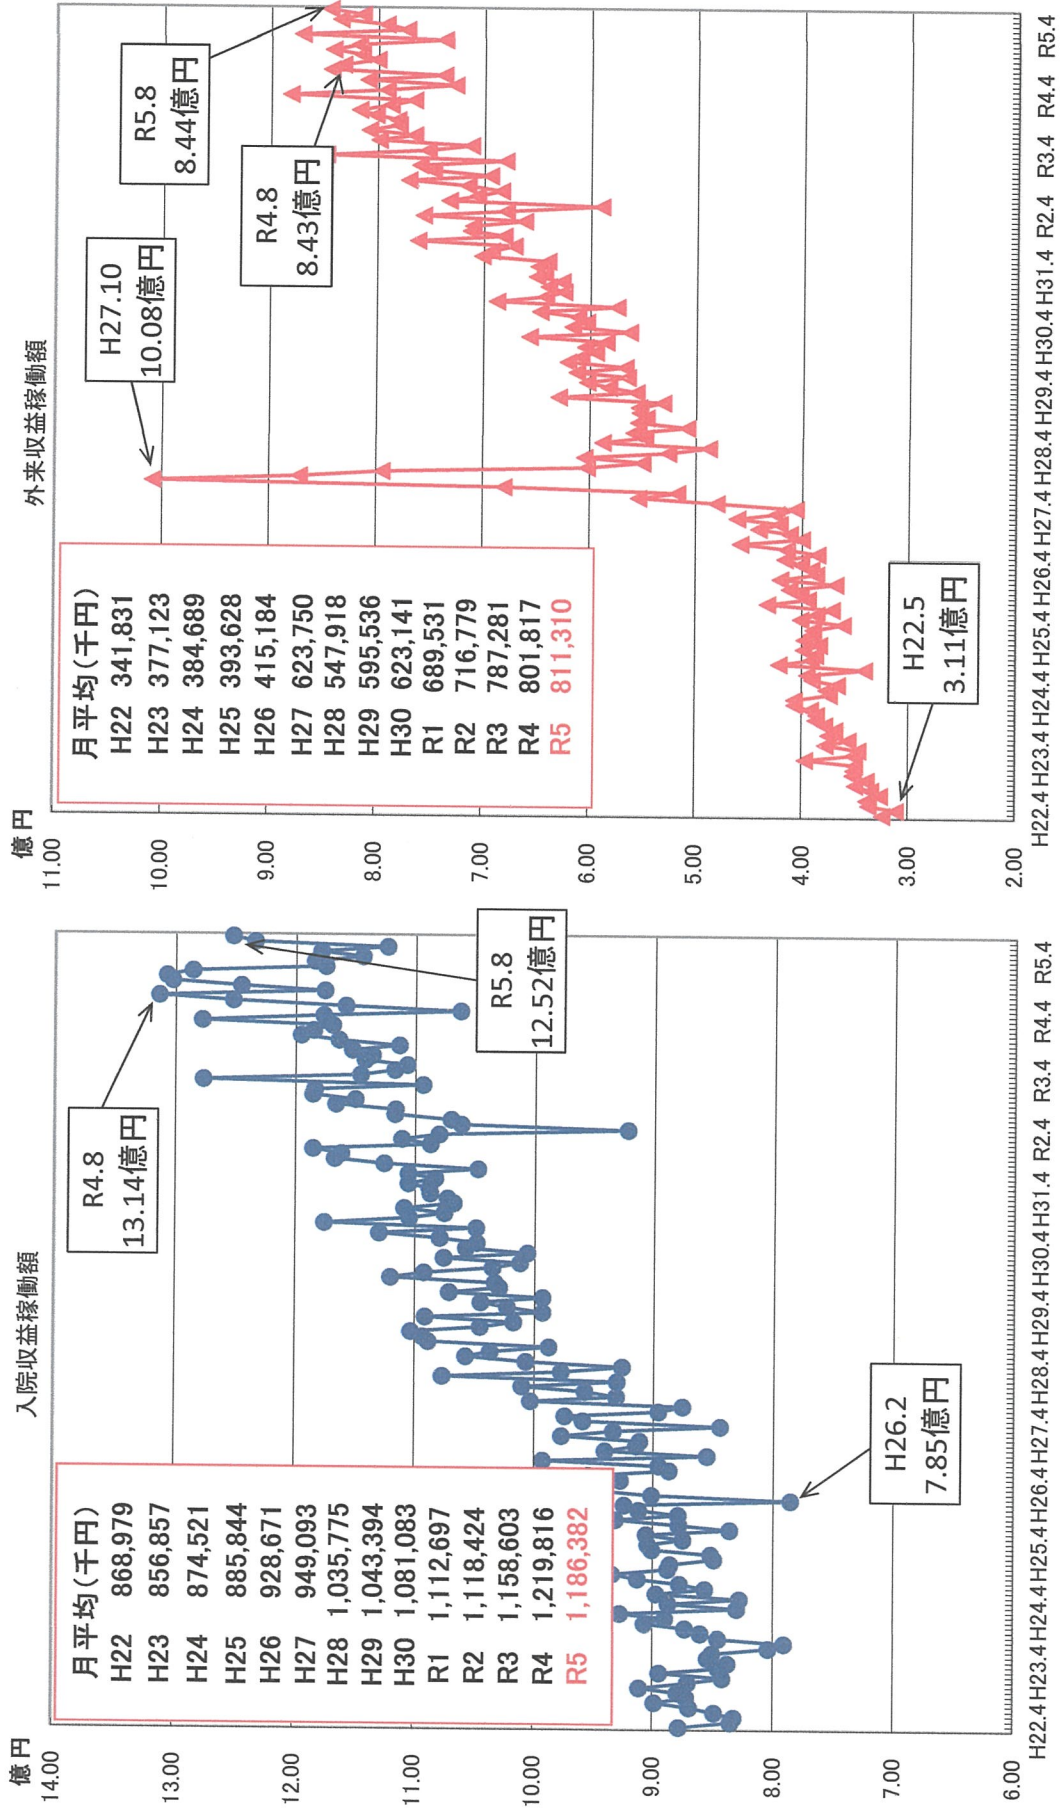 入院収益稼働額
億円
14.00
13.00
12.00
11.00
10.00
9.00
8.00
7.00
6.00
月平均(千円)
H22 868,979
H23 856,857
H24 874,521
H25 885,844
H26 928,671
H27 949,093
H28 1,035,775
H29 1,043,394
H30 1,081,083
R1 1,112,697
R2 1,118,424
R3 1,158,603
R4 1,219,816
R5 1,186,382
R4.8
13.14億円
R5.8
12.52億円
H26.2
7.85億円
H22.4 H23.4 H24.4 H25.4 H26.4 H27.4 H28.4 H29.4 H30.4 H31.4 R2.4 R3.4 R4.4 R5.4
外来収益稼働額
億円
11.00
10.00
9.00
8.00
7.00
6.00
5.00
4.00
3.00
2.00
月平均(千円)
H22 341,831
H23 377,123
H24 384,689
H25 393,628
H26 415,184
H27 623,750
H28 547,918
H29 595,536
H30 623,141
R1 689,531
R2 716,779
R3 787,281
R4 801,817
R5 811,310
H27.10
10.08億円
R5.8
8.44億円
R4.8
8.43億円
H22.5
3.11億円
H22.4 H23.4 H24.4 H25.4 H26.4 H27.4 H28.4 H29.4 H30.4 H31.4 R2.4 R3.4 R4.4 R5.4